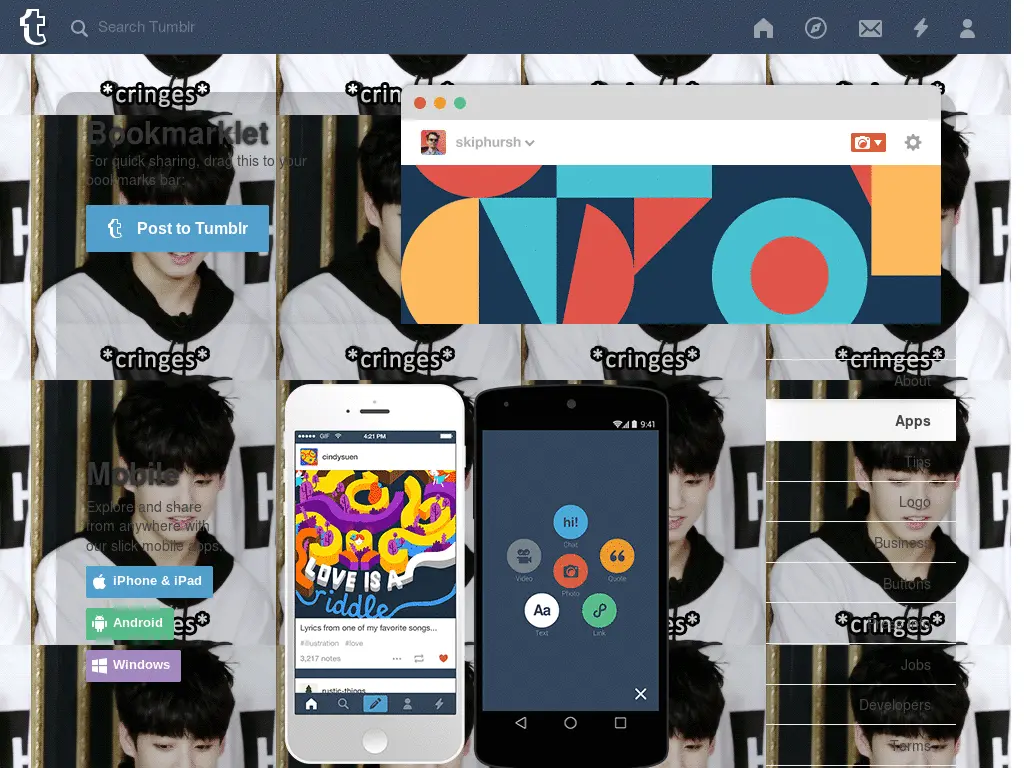 Search Tumblr
*cringes*
Bookmarklet
For quick sharing, drag this to your
bookmarks bar:
Post to Tumblr
skiphursh
*cringes* *cringes* *cringes* *cringes*
About
Apps
Tips
Logo
Business
Buttons
Jobs
Developers
Terms
Mobile
Explore and share
from anywhere with
our slick mobile apps.
iPhone & iPad
Android
Windows
GIF 4:21 PM
cindysuen
LOVE IS A
riddle
Lyrics from one of my favorite songs...
#illustration #love
3,217 notes
rustic-things
9:41
hi!
Chat
Video
Photo
Quote
Aa
Text
Link
*cringes*